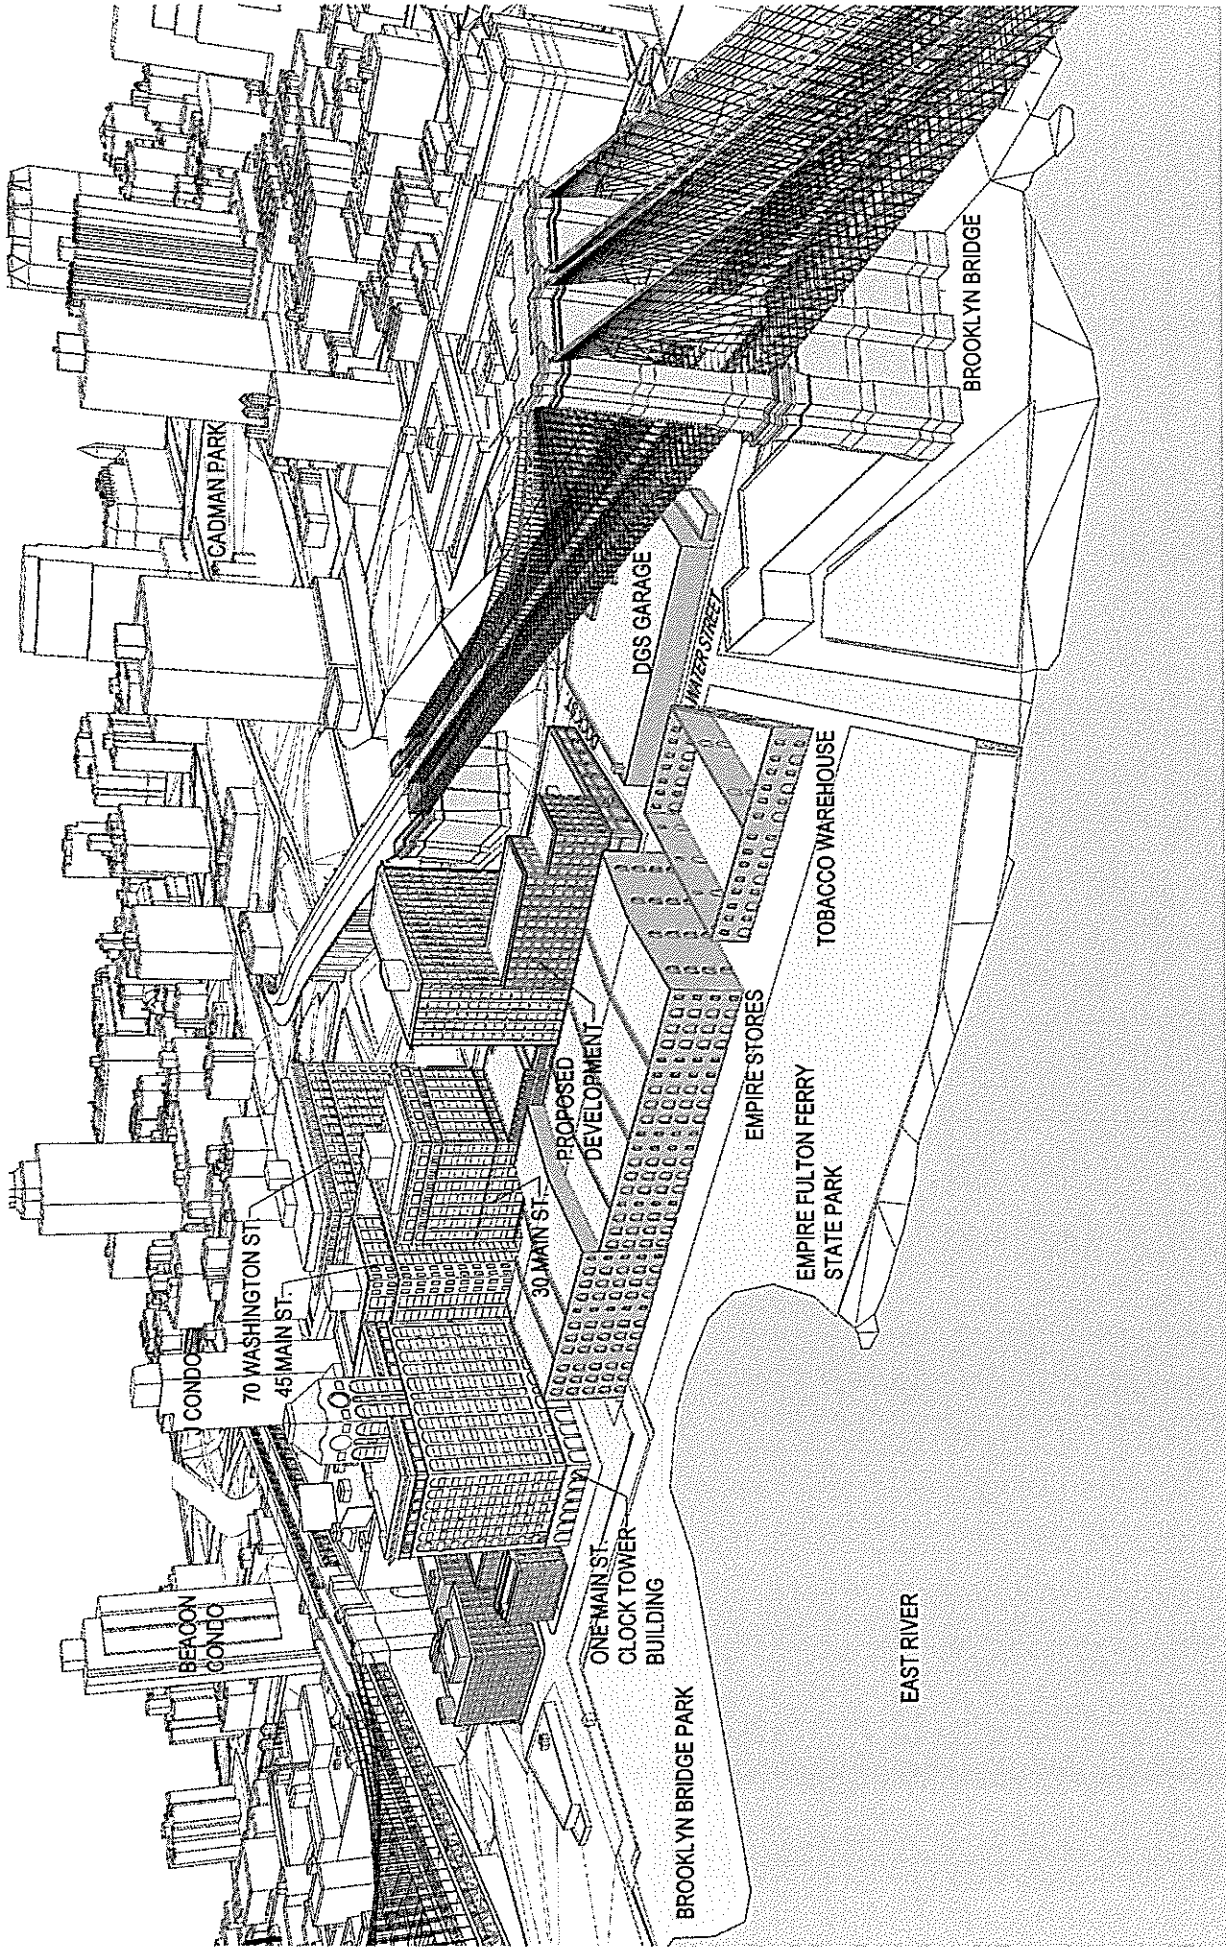 BEACON
CONDO
J CONDO
70 WASHINGTON ST.
45 MAIN ST.
CADMAN PARK
30 MAIN ST.
PROPOSED
DEVELOPMENT
DGS GARAGE
WATER STREET
ONE MAIN ST.
CLOCK TOWER
BUILDING
EMPIRE STORES
TOBACCO WAREHOUSE
BROOKLYN BRIDGE
BROOKLYN BRIDGE PARK
EMPIRE FULTON FERRY
STATE PARK
EAST RIVER